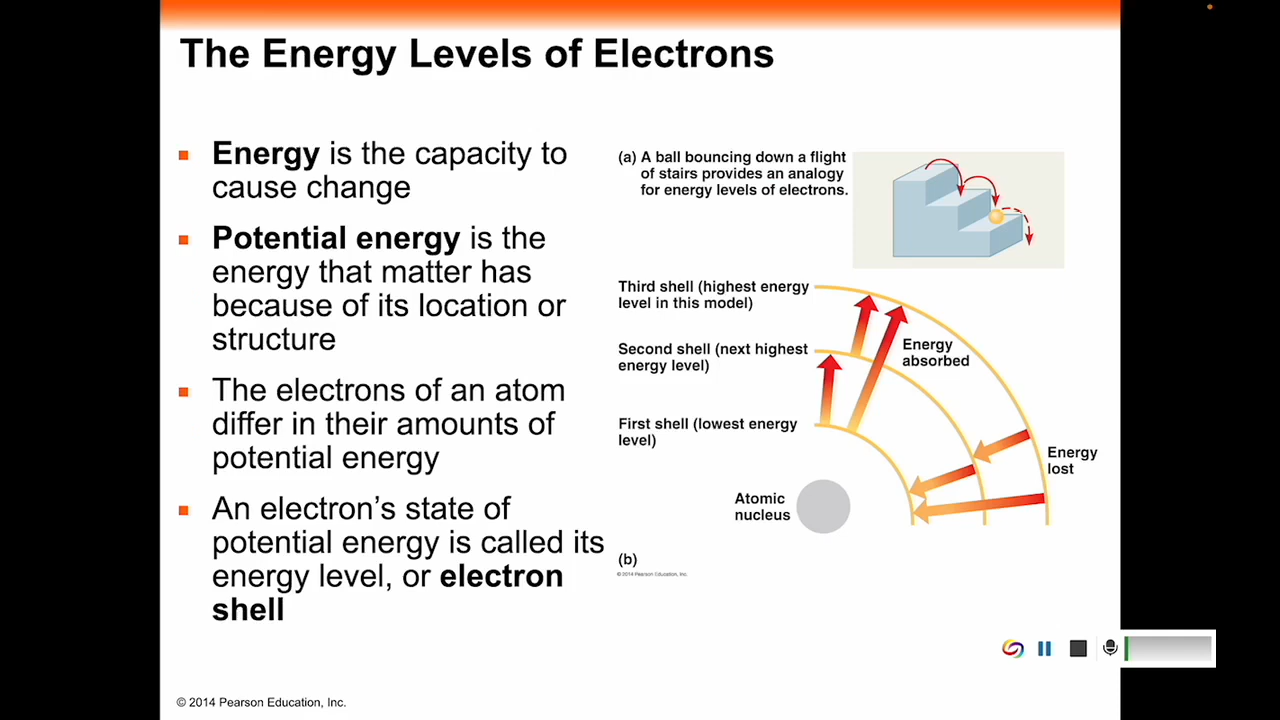 The Energy Levels of Electrons
Energy is the capacity to
cause change
Potential energy is the
energy that matter has
because of its location or
structure
The electrons of an atom
differ in their amounts of
potential energy
An electron’s state of
potential energy is called its
energy level, or electron
shell
(a) A ball bouncing down a flight
of stairs provides an analogy
for energy levels of electrons.
Third shell (highest energy
level in this model)
Second shell (next highest
energy level)
First shell (lowest energy
level)
Energy
absorbed
Energy
lost
Atomic
nucleus
(b)
© 2014 Pearson Education, Inc.
© 2014 Pearson Education, Inc.